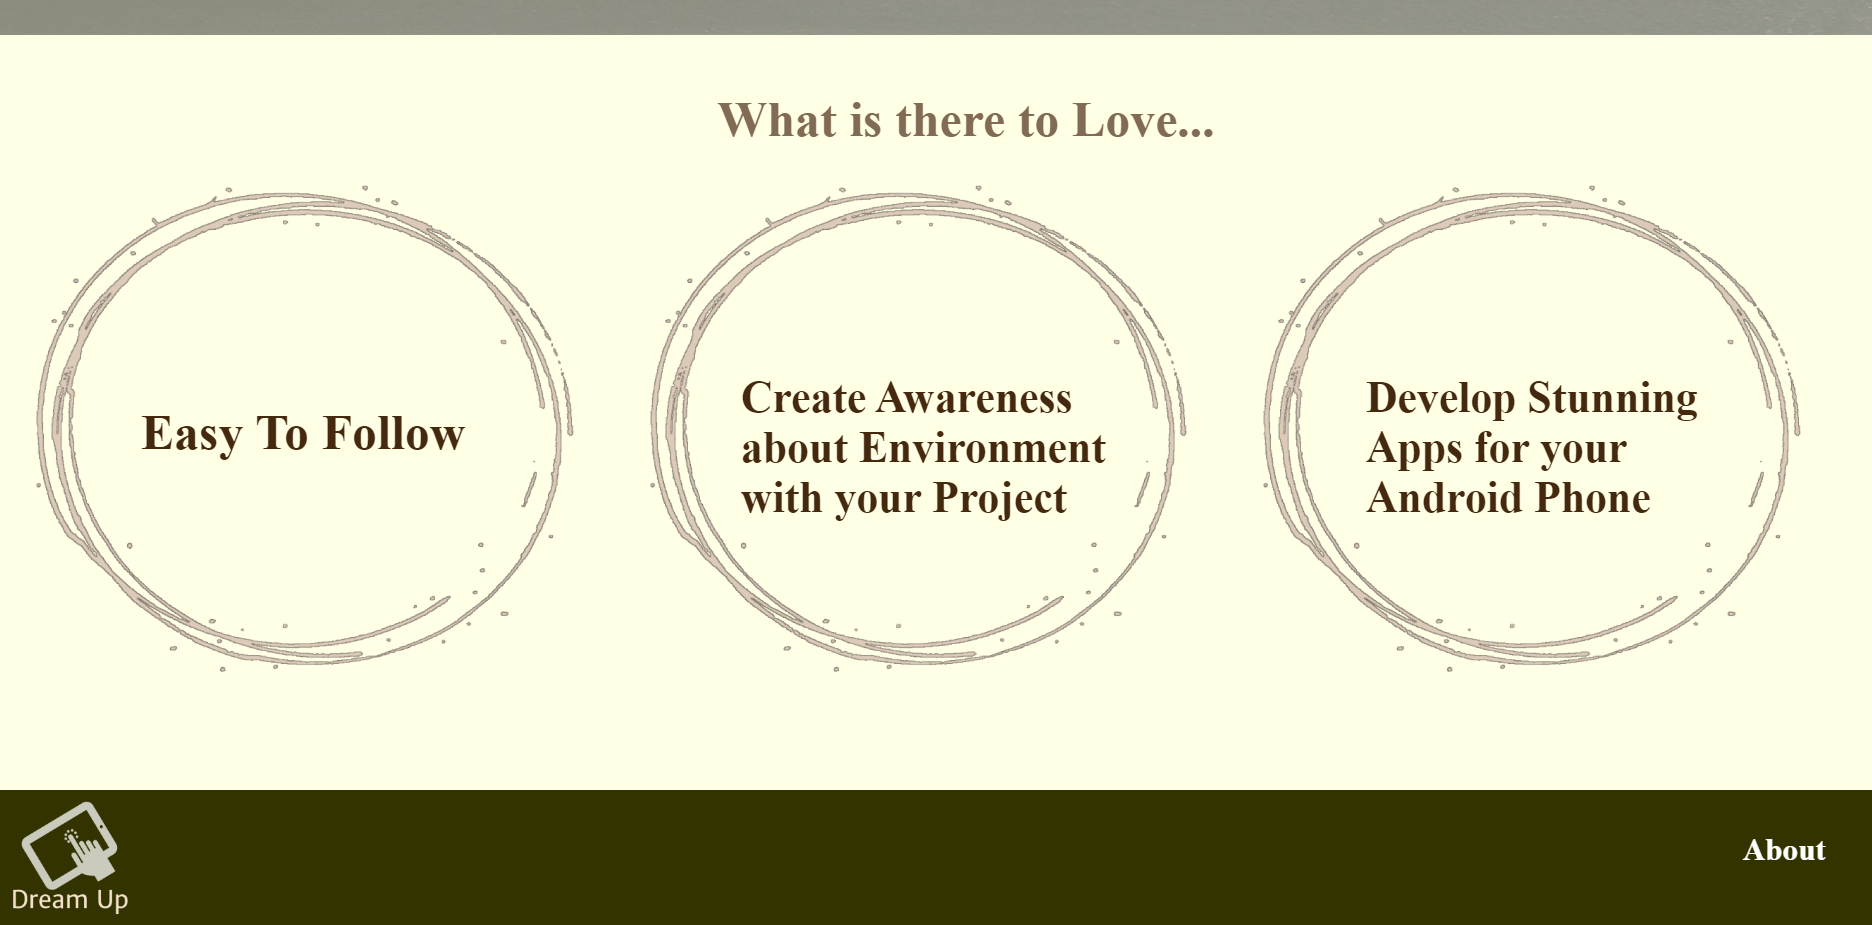 What is there to Love...
Easy To Follow
Create Awareness
about Environment
with your Project
Develop Stunning
Apps for your
Android Phone
Dream Up
About